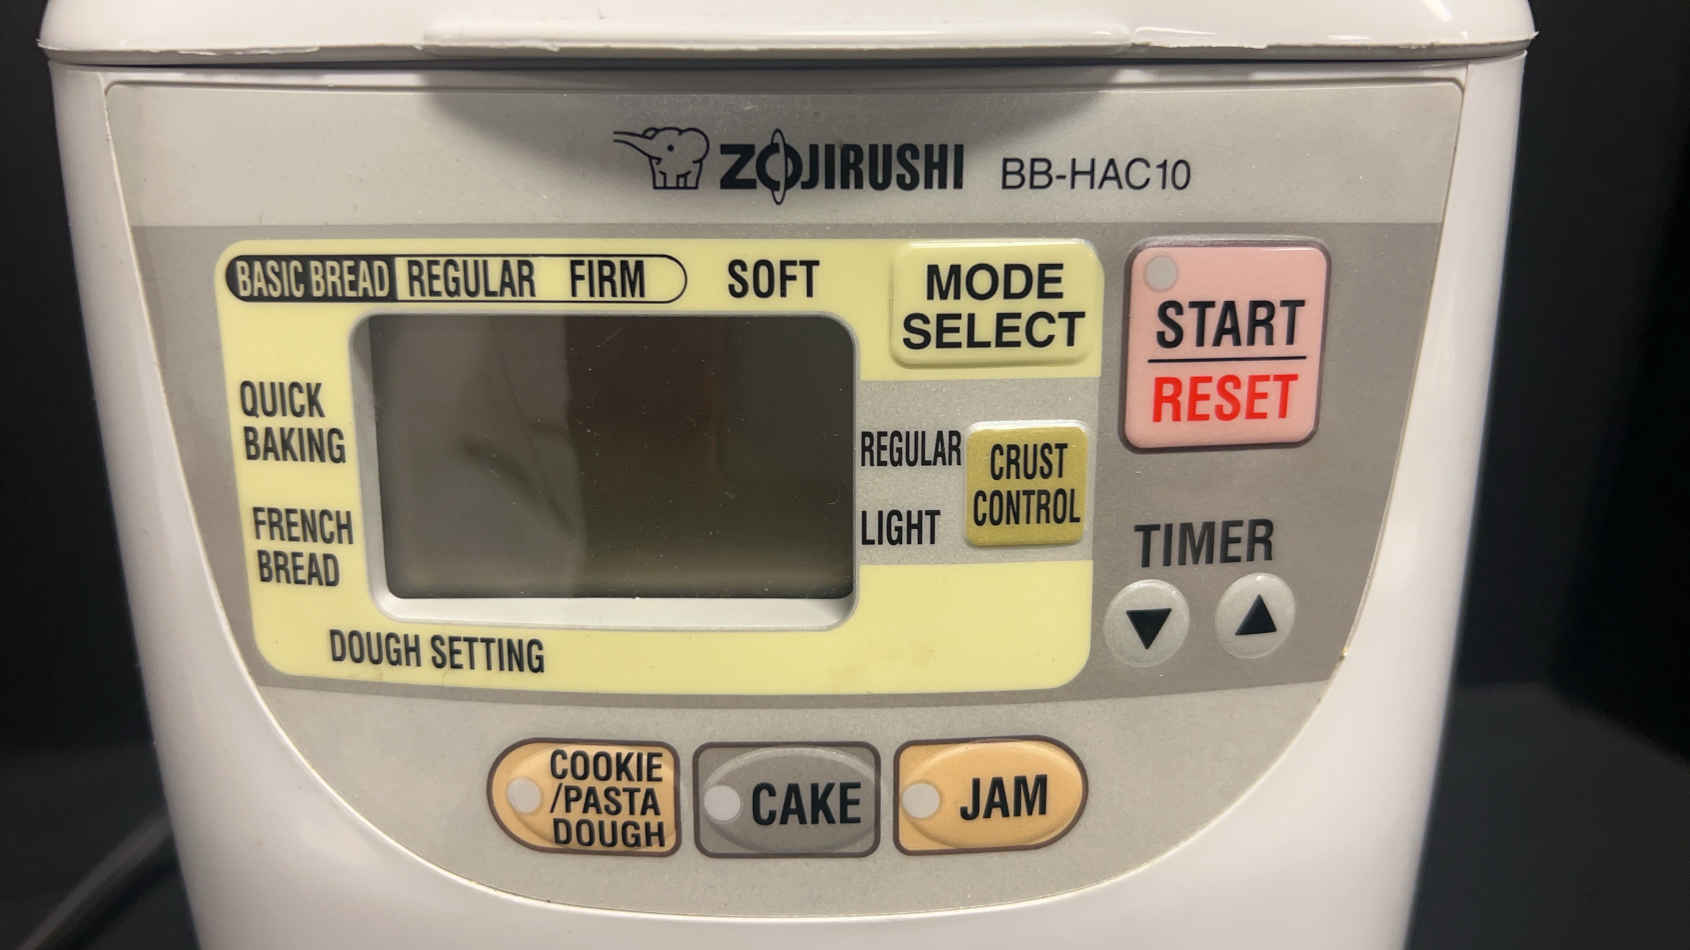 ZOJIRUSHI BB-HAC10
BASIC BREAD REGULAR FIRM SOFT
MODE
SELECT
START
RESET
QUICK
BAKING
REGULAR
CRUST
CONTROL
LIGHT
FRENCH
BREAD
TIMER
▼ ▲
DOUGH SETTING
COOKIE
/PASTA
DOUGH
CAKE
JAM